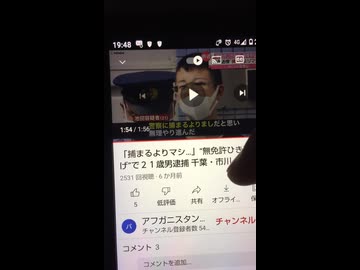 19:48
4G
警察に捕まるよりましだと思い
無理やり進んだ
1:54 / 1:56
「捕まるよりマシ...」"無免許ひき
げ"で２１歳男逮捕 千葉・市川
2531 回視聴・6 か月前
5
低評価
共有
オフライ...
アフガニスタン...
チャンネル
チャンネル登録者数 54...
コメント 3
コメントを追加...